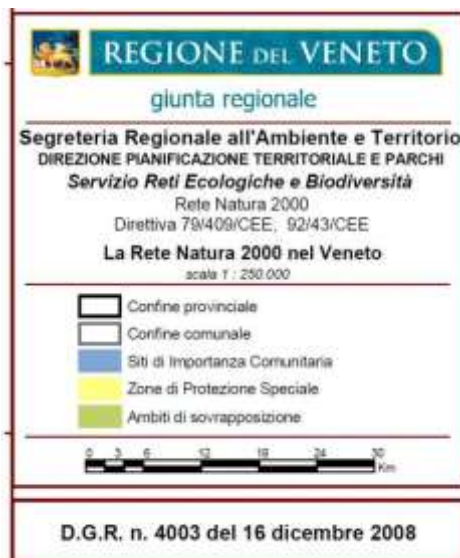 REGIONE DEL VENETO
giunta regionale
Segreteria Regionale all'Ambiente e Territorio
DIREZIONE PIANIFICAZIONE TERRITORIALE E PARCHI
Servizio Reti Ecologiche e Biodiversità
Rete Natura 2000
Direttiva 79/409/CEE, 92/43/CEE
La Rete Natura 2000 nel Veneto
scala 1 : 250.000
Confine provinciale
Confine comunale
Siti di Importanza Comunitaria
Zone di Protezione Speciale
Ambiti di sovrapposizione
0 3 6 12 18 24 30
Km
D.G.R. n. 4003 del 16 dicembre 2008